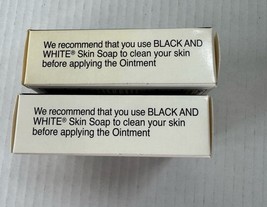 We recommend that you use BLACK AND
WHITE® Skin Soap to clean your skin
before applying the Ointment
We recommend that you use BLACK AND
WHITE® Skin Soap to clean your skin
before applying the Ointment